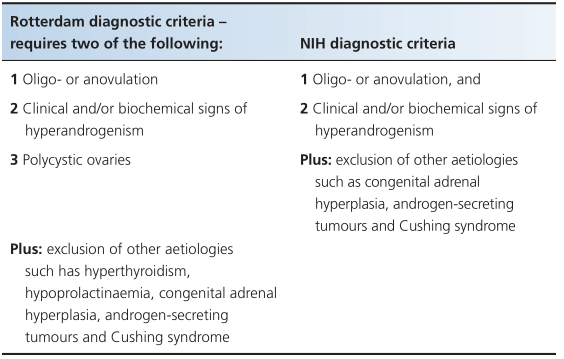 Rotterdam diagnostic criteria –
requires two of the following:
NIH diagnostic criteria
1 Oligo- or anovulation
2 Clinical and/or biochemical signs of
hyperandrogenism
3 Polycystic ovaries
Plus: exclusion of other aetiologies
such has hyperthyroidism,
hypoprolactinaemia, congenital adrenal
hyperplasia, androgen-secreting
tumours and Cushing syndrome
1 Oligo- or anovulation, and
2 Clinical and/or biochemical signs of
hyperandrogenism
Plus: exclusion of other aetiologies
such as congenital adrenal
hyperplasia, androgen-secreting
tumours and Cushing syndrome